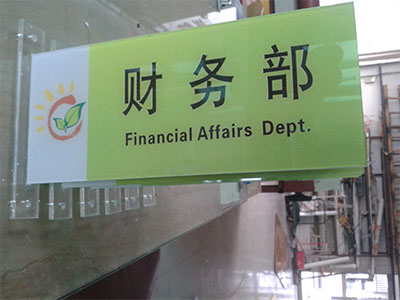 财务部
Financial Affairs Dept.